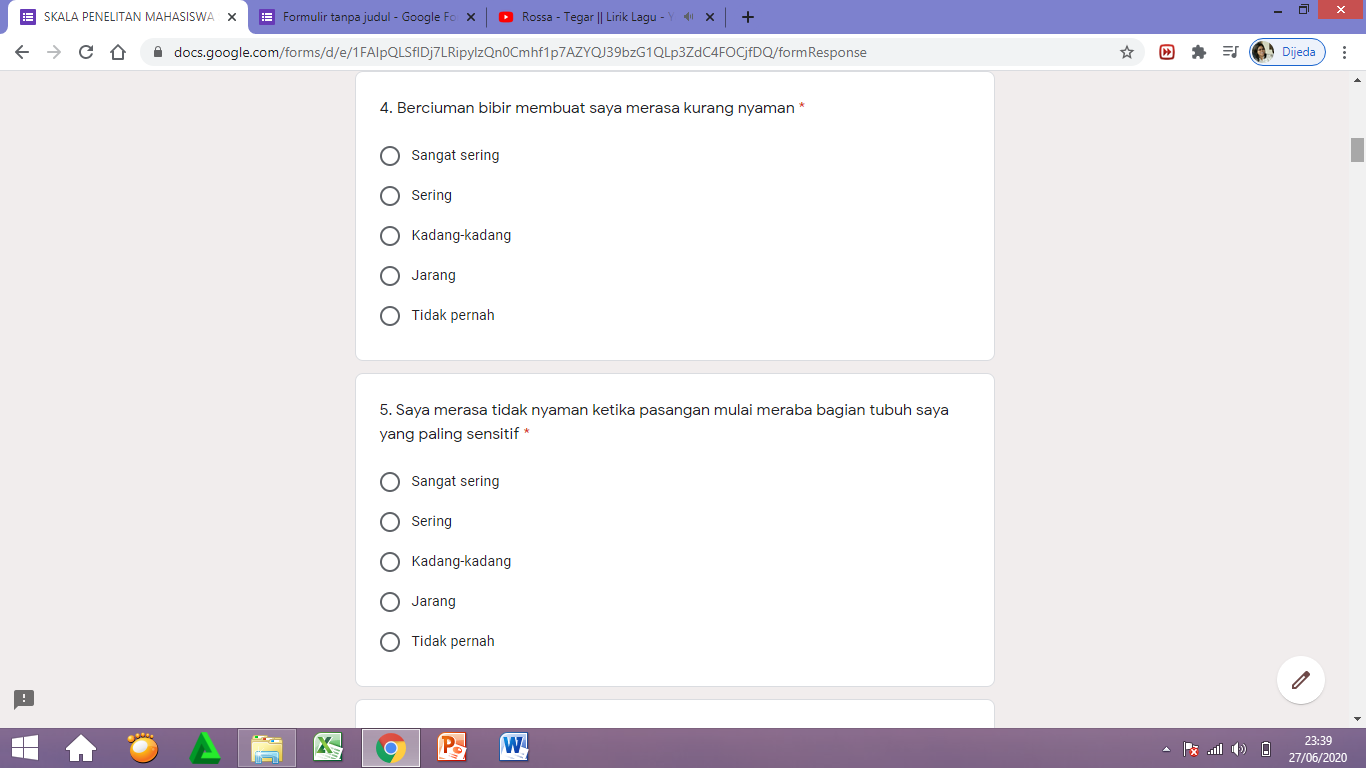 SKALA PENELITAN MAHASISWA
Formulir tanpa judul - Google Fo
Rossa - Tegar || Lirik Lagu - Y
docs.google.com/forms/d/e/1FAIpQLSfIDj7LRipyIzQn0Cmhf1p7AZYQJ39bzG1QLp3ZdC4FOCjfDQ/formResponse
Dijeda
4. Berciuman bibir membuat saya merasa kurang nyaman *
Sangat sering
Sering
Kadang-kadang
Jarang
Tidak pernah
5. Saya merasa tidak nyaman ketika pasangan mulai meraba bagian tubuh saya
yang paling sensitif *
Sangat sering
Sering
Kadang-kadang
Jarang
Tidak pernah
23:39
27/06/2020